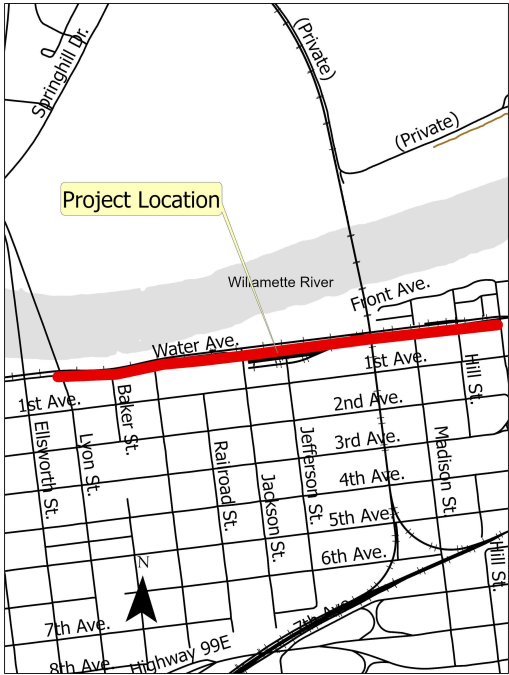 Springhill Dr.
(Private)
(Private)
Project Location
Willamette River
Front Ave.
Water Ave.
1st Ave.
1st Ave.
Hill St.
Baker St.
2nd Ave.
Ellsworth St.
Lyon St.
Railroad St.
Jackson St.
Jefferson St.
3rd Ave.
Madison St
4th Ave.
5th Ave.
6th Ave.
Hill St.
N
7th Ave.
7th Ave.
8th Ave.
Highway 99E